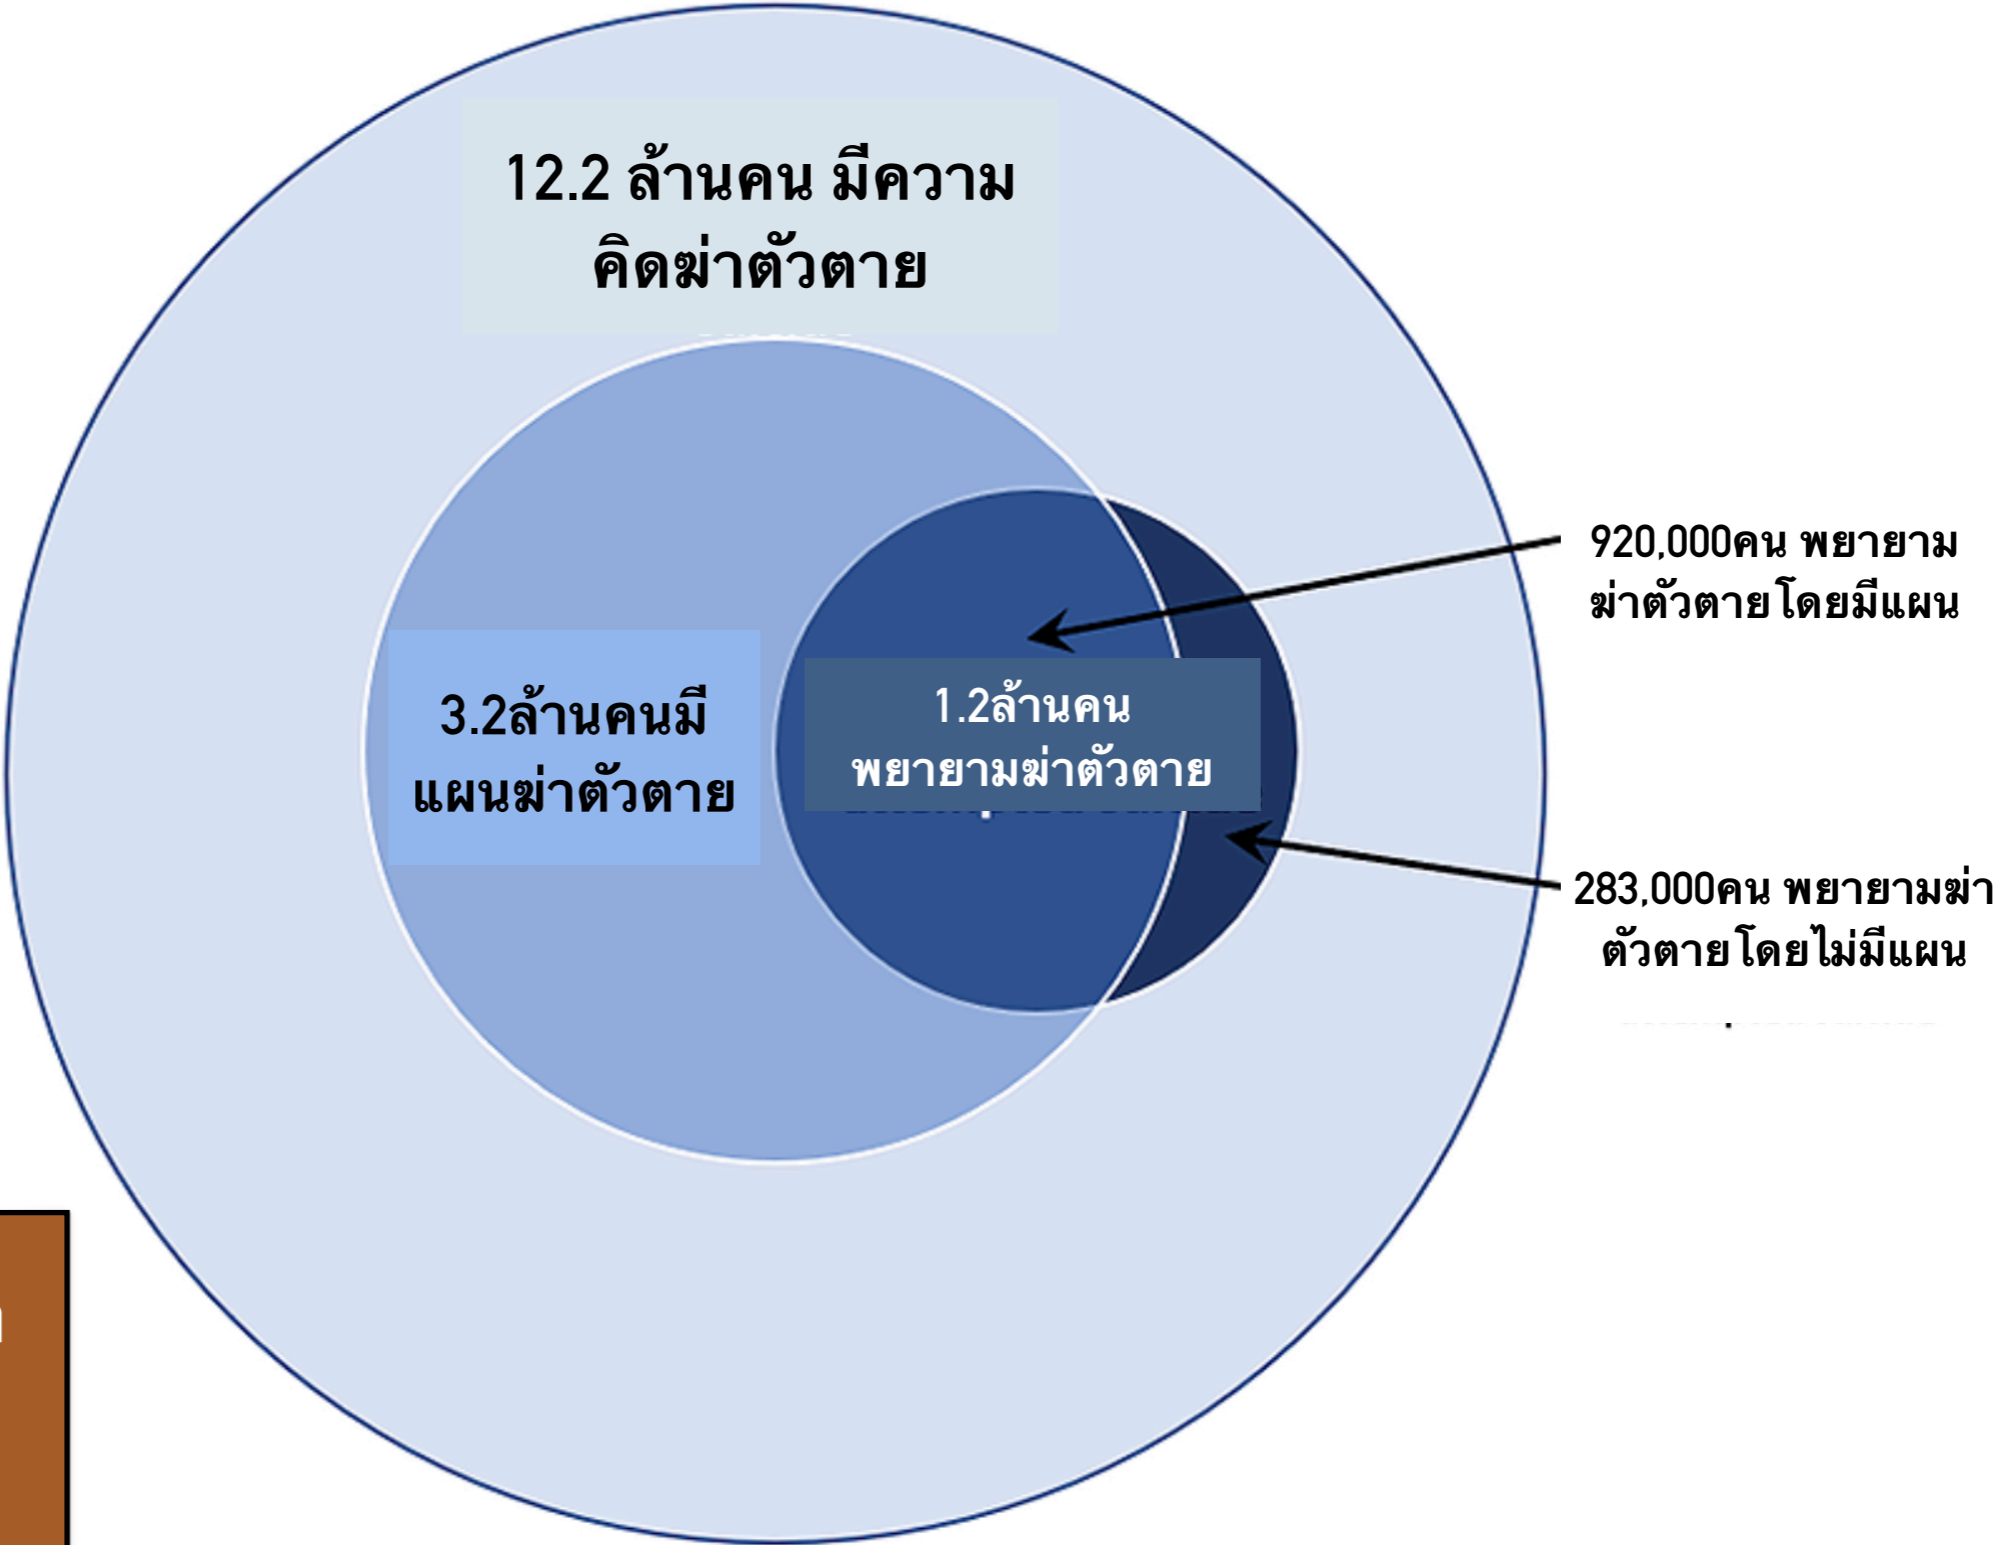 12.2 ล้านคน มีความ
คิดฆ่าตัวตาย
920,000คน พยายาม
ฆ่าตัวตายโดยมีแผน
3.2ล้านคนมี
แผนฆ่าตัวตาย
1.2ล้านคน
พยายามฆ่าตัวตาย
283,000คน พยายามฆ่า
ตัวตายโดยไม่มีแผน